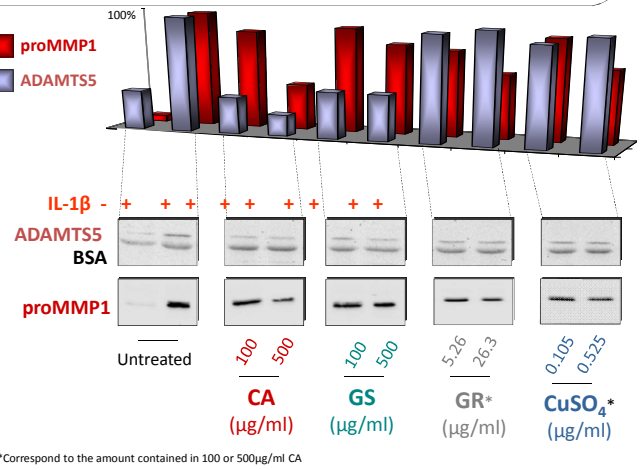 100%
proMMP1
ADAMTS5
IL-1β - + + + + + + + + +
ADAMTS5
BSA
proMMP1
Untreated
100 500 100 500 5.26 26.3 0.105 0.525
CA GS GR* CuSO₄*
(µg/ml) (µg/ml) (µg/ml) (µg/ml)
*Correspond to the amount contained in 100 or 500µg/ml CA